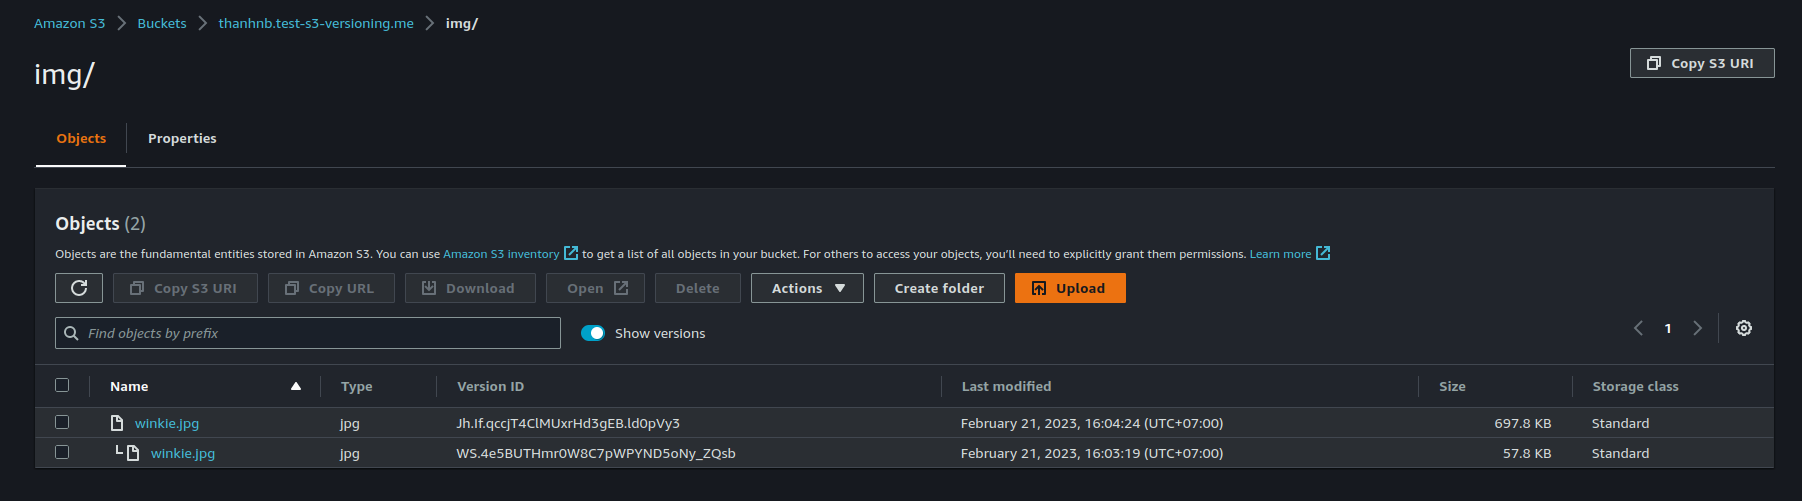 Amazon S3 > Buckets > thanhnb.test-s3-versioning.me > img/
img/
Copy S3 URI
Objects Properties
Objects (2)
Objects are the fundamental entities stored in Amazon S3. You can use Amazon S3 inventory to get a list of all objects in your bucket. For others to access your objects, you'll need to explicitly grant them permissions. Learn more
Copy S3 URI Copy URL Download Open Delete Actions Create folder Upload
Find objects by prefix Show versions 1
Name Type Version ID Last modified Size Storage class
winkie.jpg jpg Jh.If.qccJT4ClMUxrHd3gEB.ld0pVy3 February 21, 2023, 16:04:24 (UTC+07:00) 697.8 KB Standard
winkie.jpg jpg WS.4e5BUTHmr0W8C7pWPYND5oNy_ZQsb February 21, 2023, 16:03:19 (UTC+07:00) 57.8 KB Standard